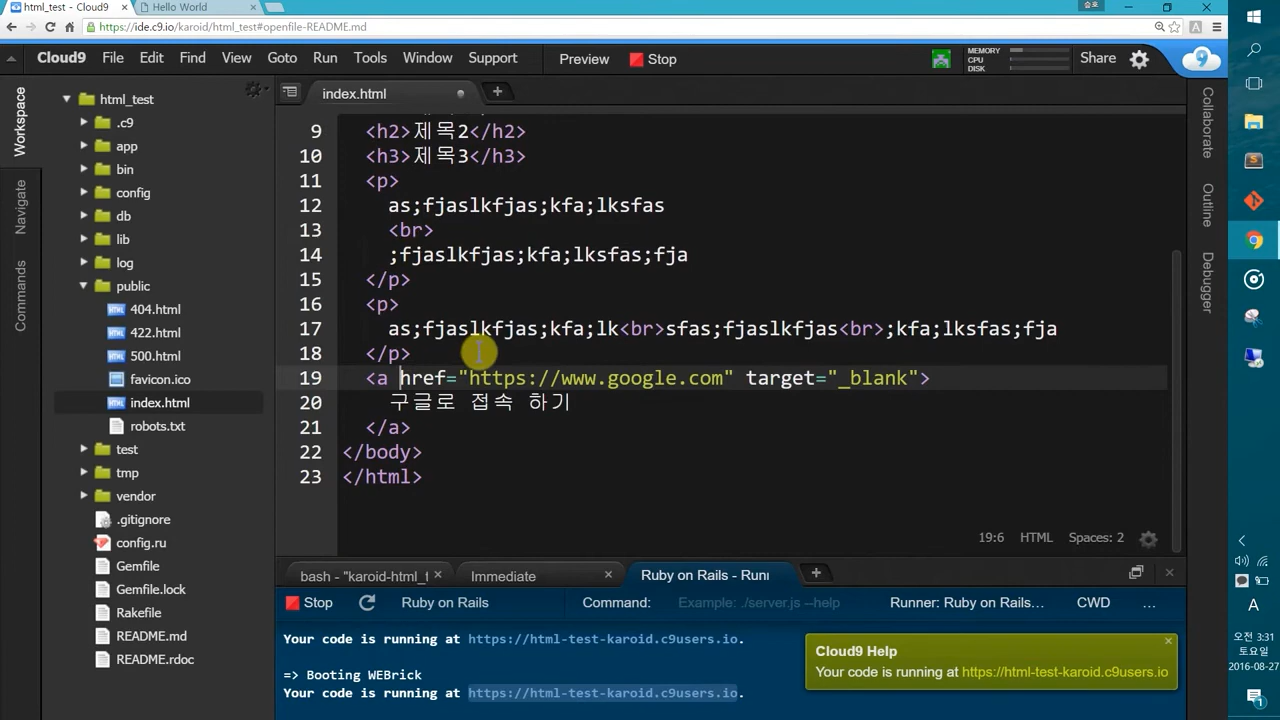 html_test - Cloud9
Hello World
승호
https://ide.c9.io/karoid/html_test#openfile-README.md
Cloud9 File Edit Find View Goto Run Tools Window Support Preview Stop MEMORY CPU DISK Share
Workspace
Navigate
Commands
html_test
.c9
app
bin
config
db
lib
log
public
404.html
422.html
500.html
favicon.ico
index.html
robots.txt
test
tmp
vendor
.gitignore
config.ru
Gemfile
Gemfile.lock
Rakefile
README.md
README.rdoc
index.html
9 <h2>제목2</h2>
10 <h3>제목3</h3>
11 <p>
12 as;fjaslkfjas;kfa;lksfas
13 <br>
14 ;fjaslkfjas;kfa;lksfas;fja
15 </p>
16 <p>
17 as;fjaslkfjas;kfa;lk<br>sfas;fjaslkfjas<br>;kfa;lksfas;fja
18 </p>
19 <a href="https://www.google.com" target="_blank">
20 구글로 접속 하기
21 </a>
22 </body>
23 </html>
19:6 HTML Spaces: 2
bash - "karoid-html_t
Immediate
Ruby on Rails - Runn
Stop Ruby on Rails Command: Example: ./server.js --help Runner: Ruby on Rails... CWD ...
Your code is running at https://html-test-karoid.c9users.io.
=> Booting WEBrick
Your code is running at https://html-test-karoid.c9users.io.
Cloud9 Help
Your code is running at https://html-test-karoid.c9users.io
Collaborate
Outline
Debugger
A
오전 3:31
토요일
2016-08-27